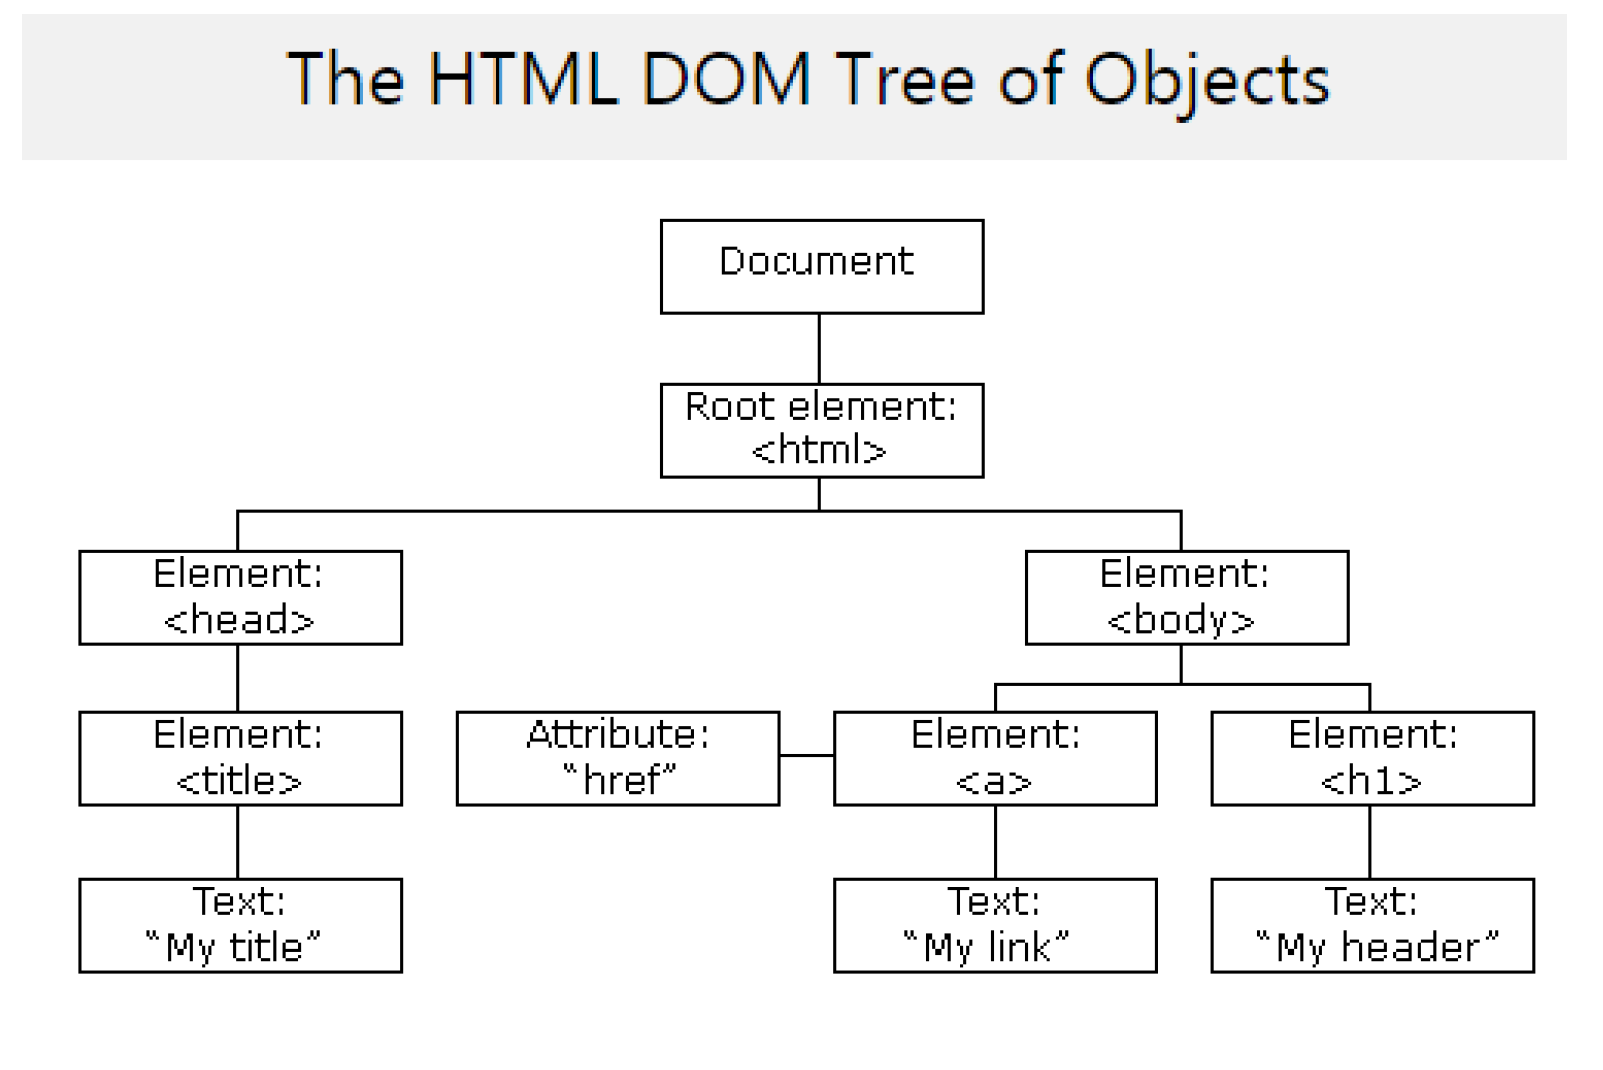 The HTML DOM Tree of Objects
Document
Root element:
<html>
Element:
<head>
Element:
<body>
Element:
<title>
Attribute:
“href”
Element:
<a>
Element:
<h1>
Text:
“My title”
Text:
“My link”
Text:
“My header”